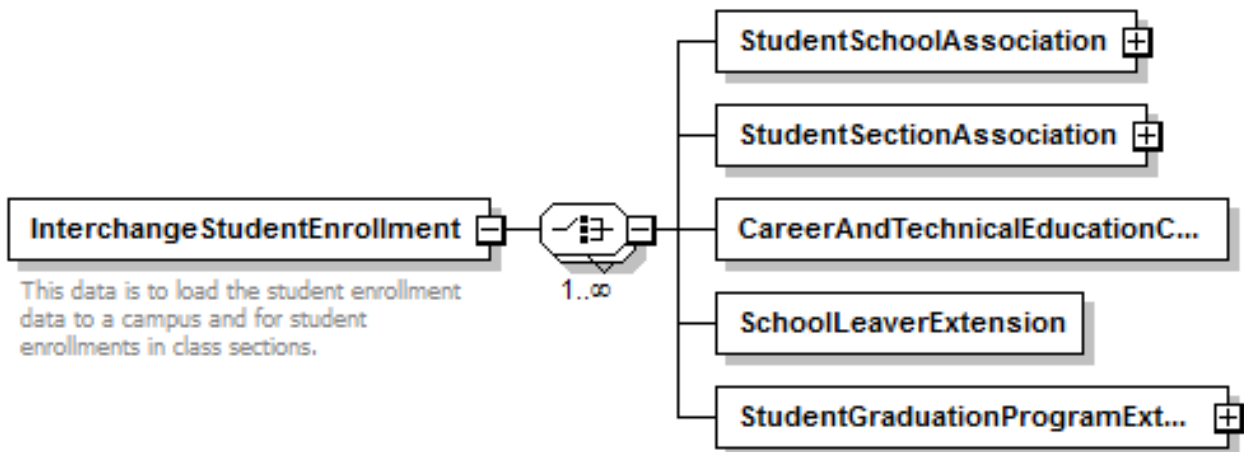 StudentSchoolAssociation
StudentSectionAssociation
InterchangeStudentEnrollment
CareerAndTechnicalEducationC...
This data is to load the student enrollment
data to a campus and for student
enrollments in class sections.
1..∞
SchoolLeaverExtension
StudentGraduationProgramExt...